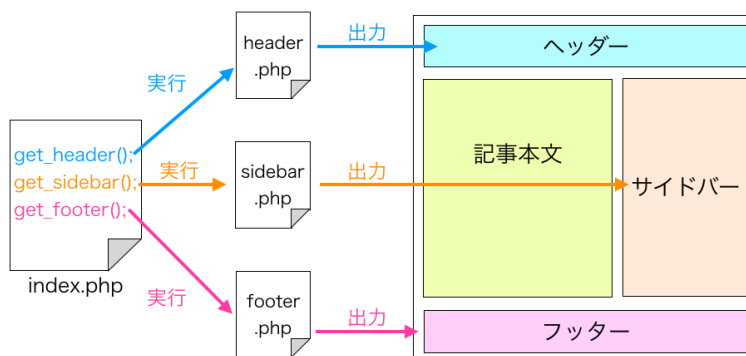 header
.php
出力
ヘッダー
実行
get_header();
get_sidebar();
get_footer();
index.php
実行
sidebar
.php
出力
記事本文
サイドバー
実行
footer
.php
出力
フッター